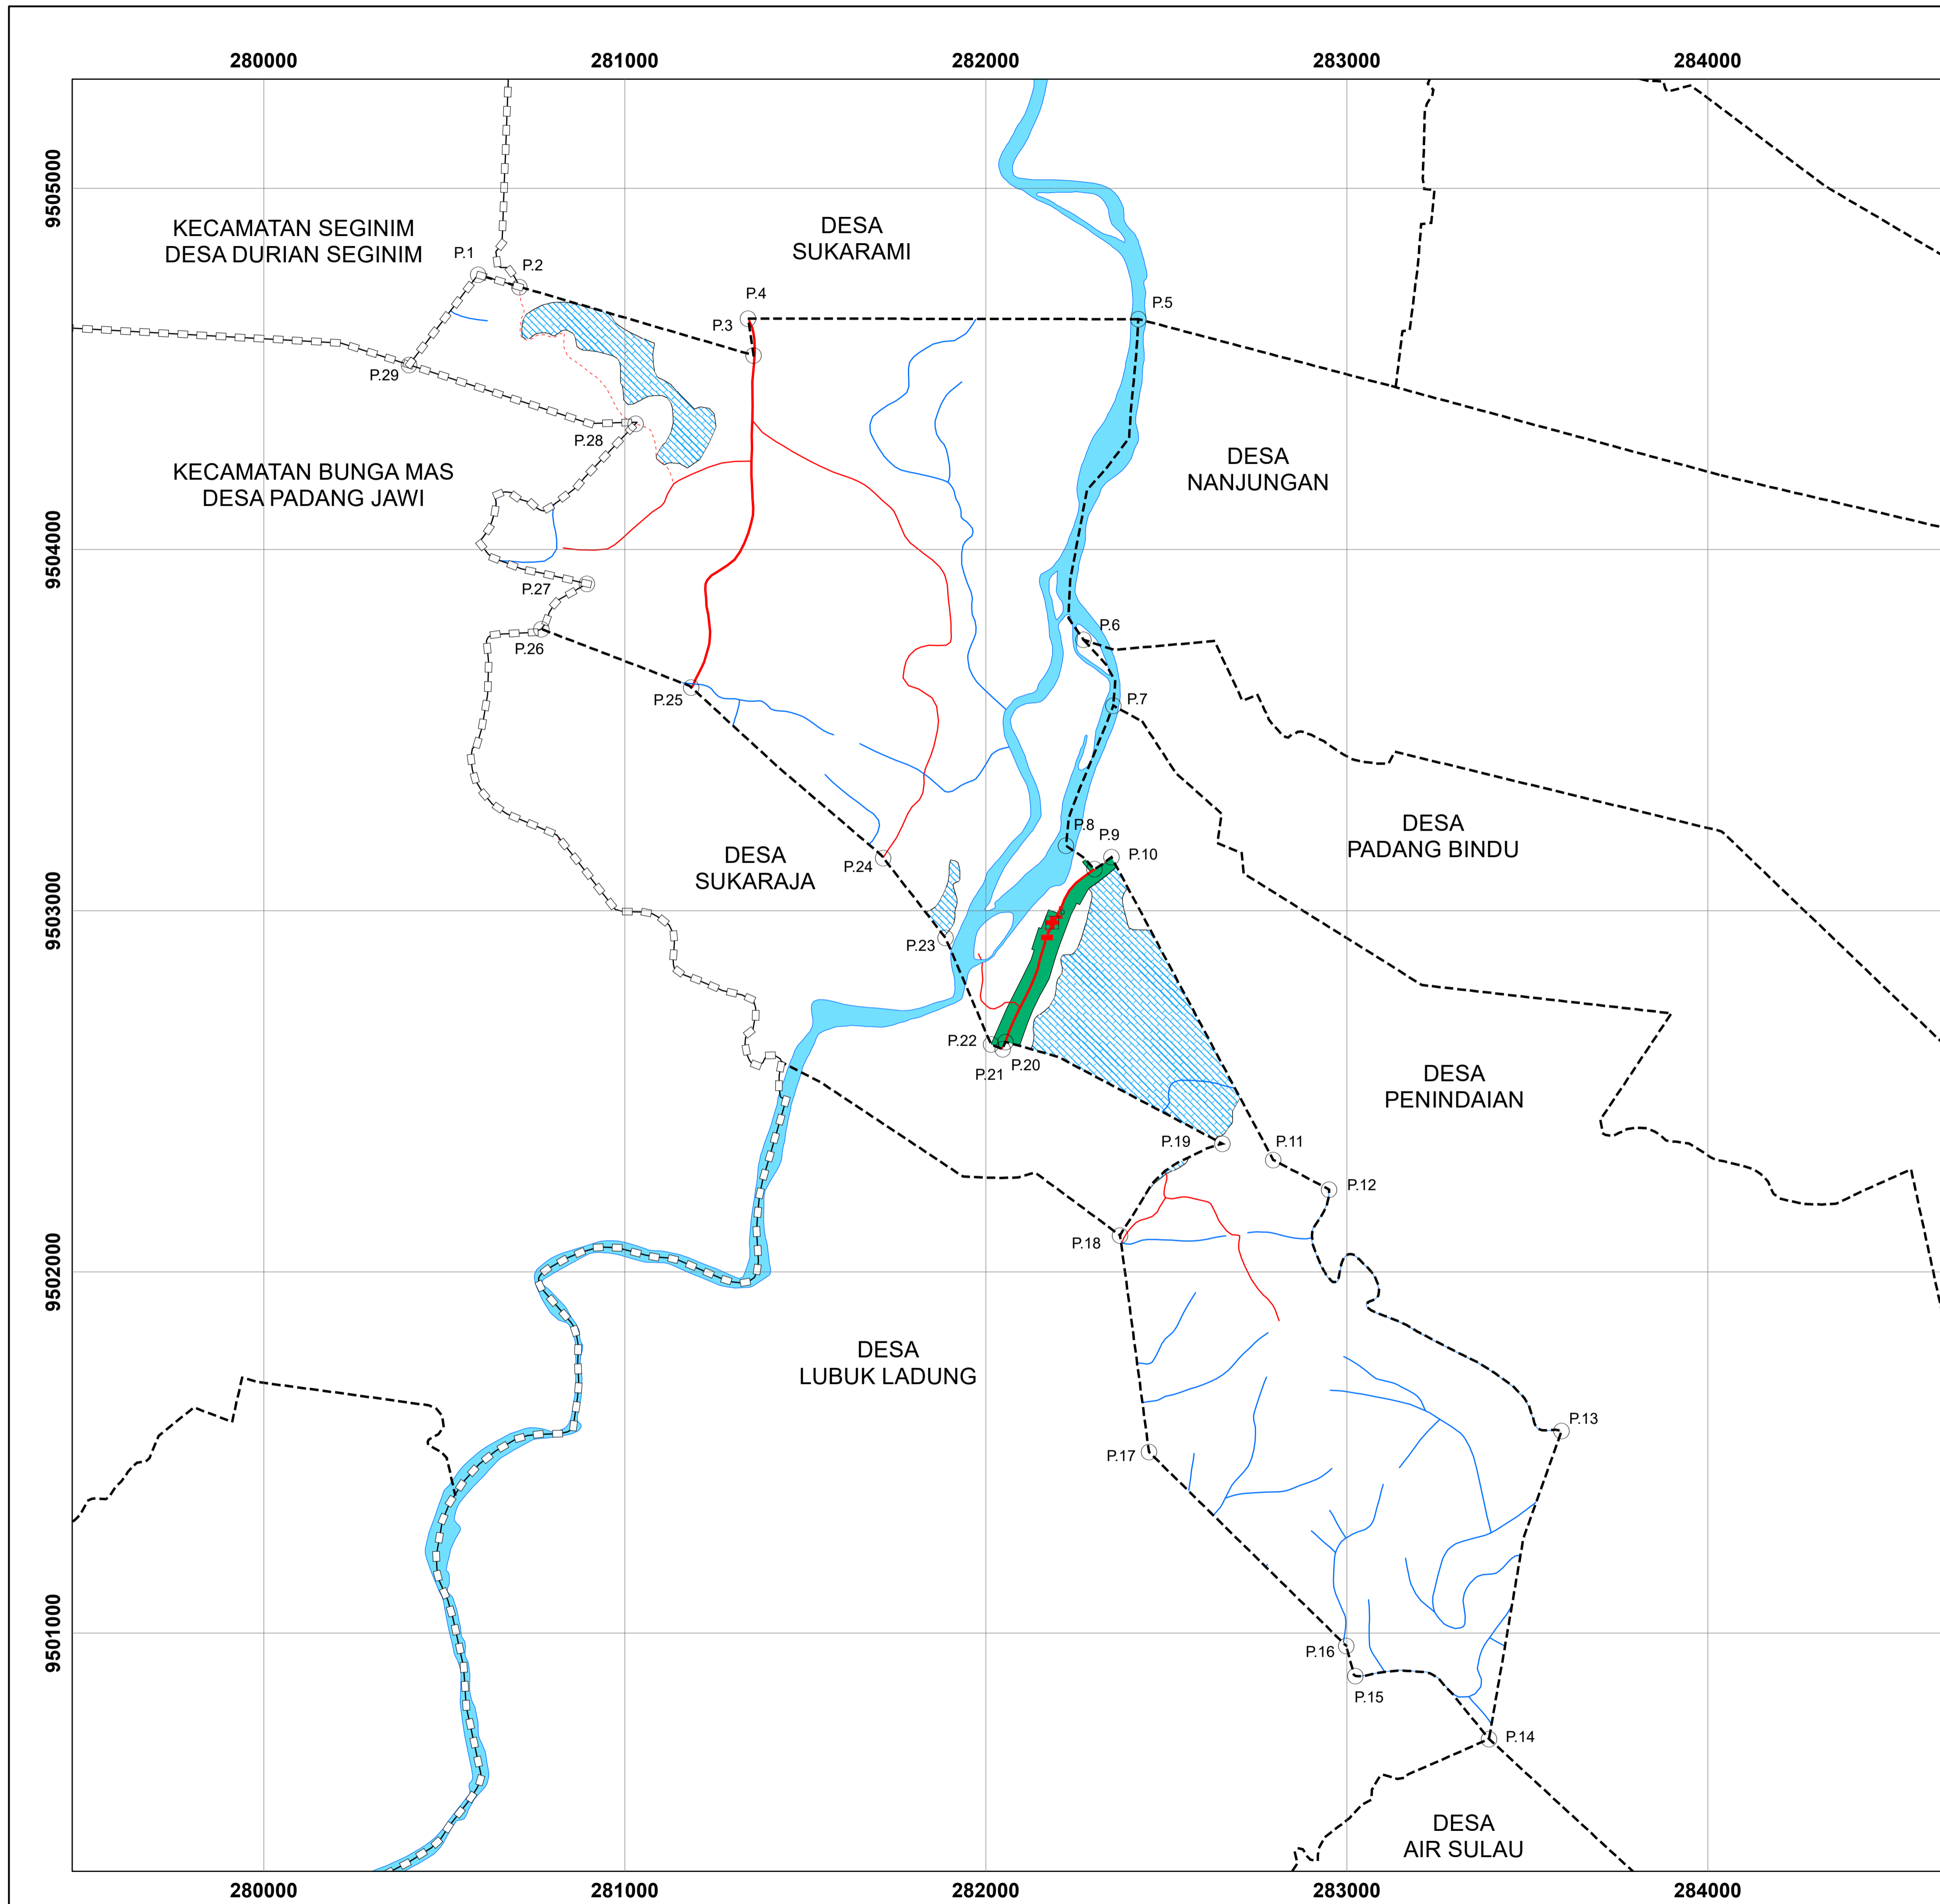 280000
281000
282000
283000
284000
9505000
9504000
9503000
9502000
9501000
KECAMATAN SEGINIM
DESA DURIAN SEGINIM
DESA
SUKARAMI
P.1
P.2
P.4
P.3
P.5
P.29
P.28
KECAMATAN BUNGA MAS
DESA PADANG JAWI
DESA
NANJUNGAN
P.27
P.26
P.6
P.25
P.7
P.8
P.9
P.10
DESA
PADANG BINDU
DESA
SUKARAJA
P.24
P.23
P.22
P.21
P.20
DESA
PENINDAIAN
P.19
P.11
P.12
P.18
DESA
LUBUK LADUNG
P.13
P.17
P.16
P.15
P.14
DESA
AIR SULAU
280000
281000
282000
283000
284000